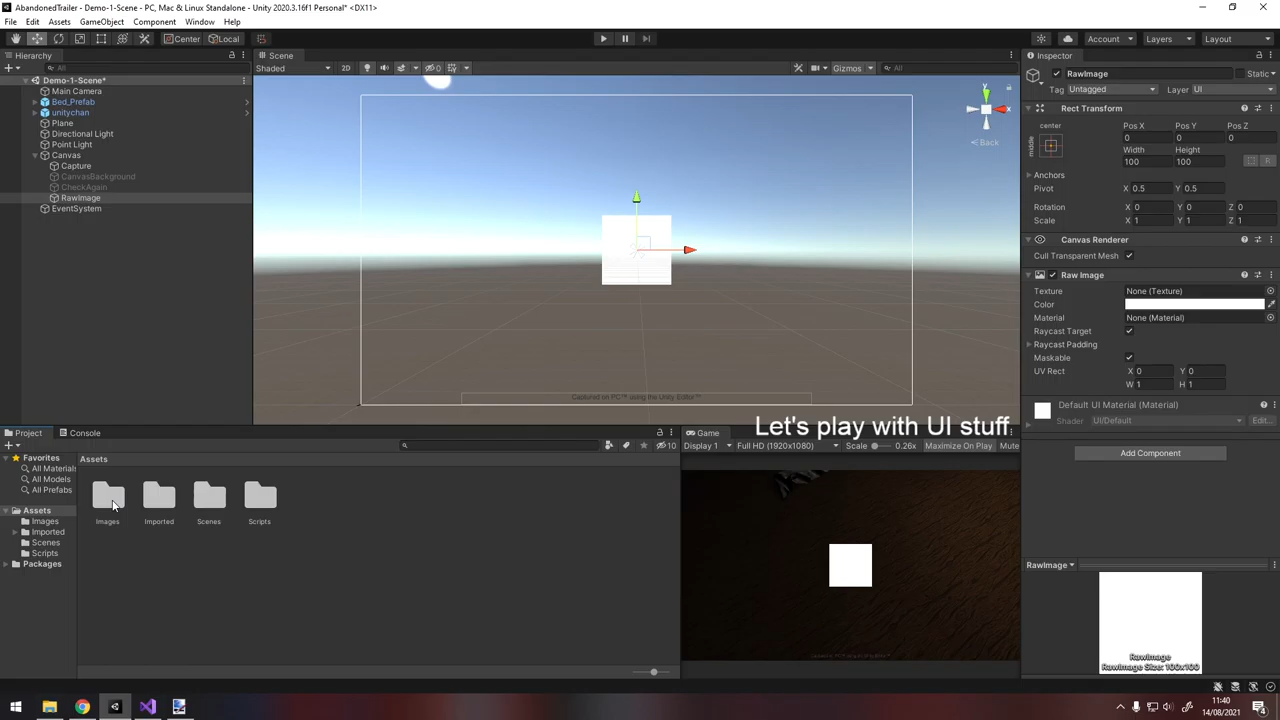 AbandonedTrailer - Demo-1-Scene - PC, Mac & Linux Standalone - Unity 2020.3.16f1 Personal* <DX11>
File Edit Assets GameObject Component Window Help
Center Local Account Layers Layout
Hierarchy
All
Demo-1-Scene*
Main Camera
Bed_Prefab
unitychan
Plane
Directional Light
Point Light
Canvas
Capture
CanvasBackground
CheckAgain
RawImage
EventSystem
Scene
Shaded 2D 0 Gizmos All
Y
X
Back
Captured on PC™ using the Unity Editor™
Let's play with UI stuff
Inspector
RawImage Static
Tag Untagged Layer UI
Rect Transform
center
middle
Pos X Pos Y Pos Z
0 0 0
Width Height
100 100
R
Anchors
Pivot X 0.5 Y 0.5
Rotation X 0 Y 0 Z 0
Scale X 1 Y 1 Z 1
Canvas Renderer
Cull Transparent Mesh
Raw Image
Texture None (Texture)
Color
Material None (Material)
Raycast Target
Raycast Padding
Maskable
UV Rect X 0 Y 0
W 1 H 1
Default UI Material (Material)
Shader UI/Default Edit...
Add Component
RawImage
RawImage
RawImage Size: 100x100
Project Console
10
Favorites
All Materials
All Models
All Prefabs
Assets
Images
Imported
Scenes
Scripts
Packages
Assets
Images Imported Scenes Scripts
Game
Display 1 Full HD (1920x1080) Scale 0.26x Maximize On Play Mute
11:40
14/08/2021
4